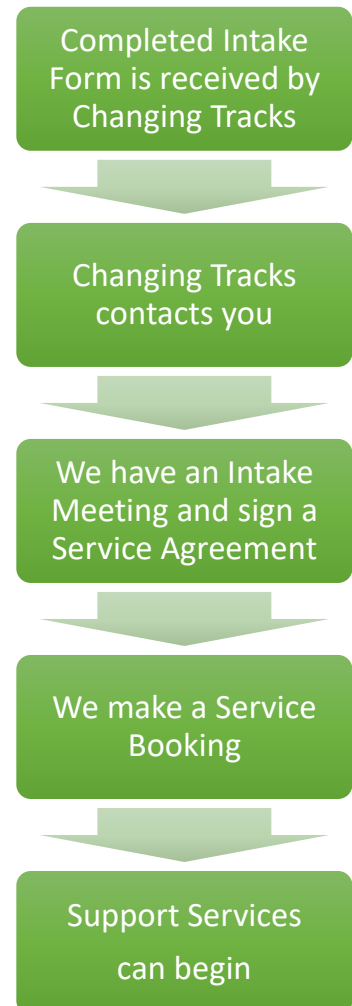 Completed Intake
Form is received by
Changing Tracks
Changing Tracks
contacts you
We have an Intake
Meeting and sign a
Service Agreement
We make a Service
Booking
Support Services
can begin